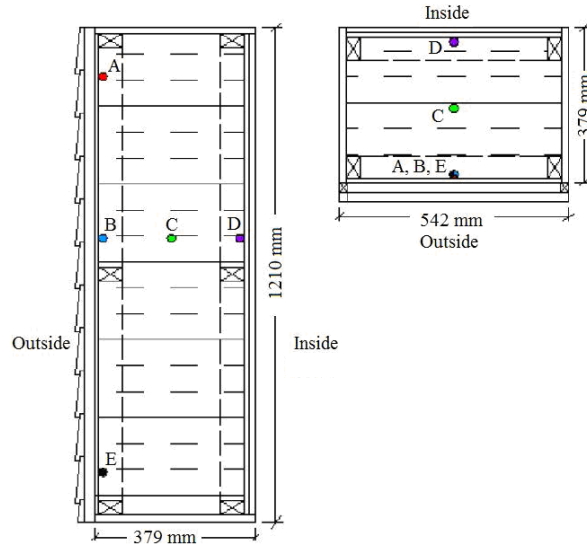 Inside
A
D
C
A, B, E
379 mm
542 mm
Outside
B
C
D
1210 mm
Outside
Inside
E
379 mm